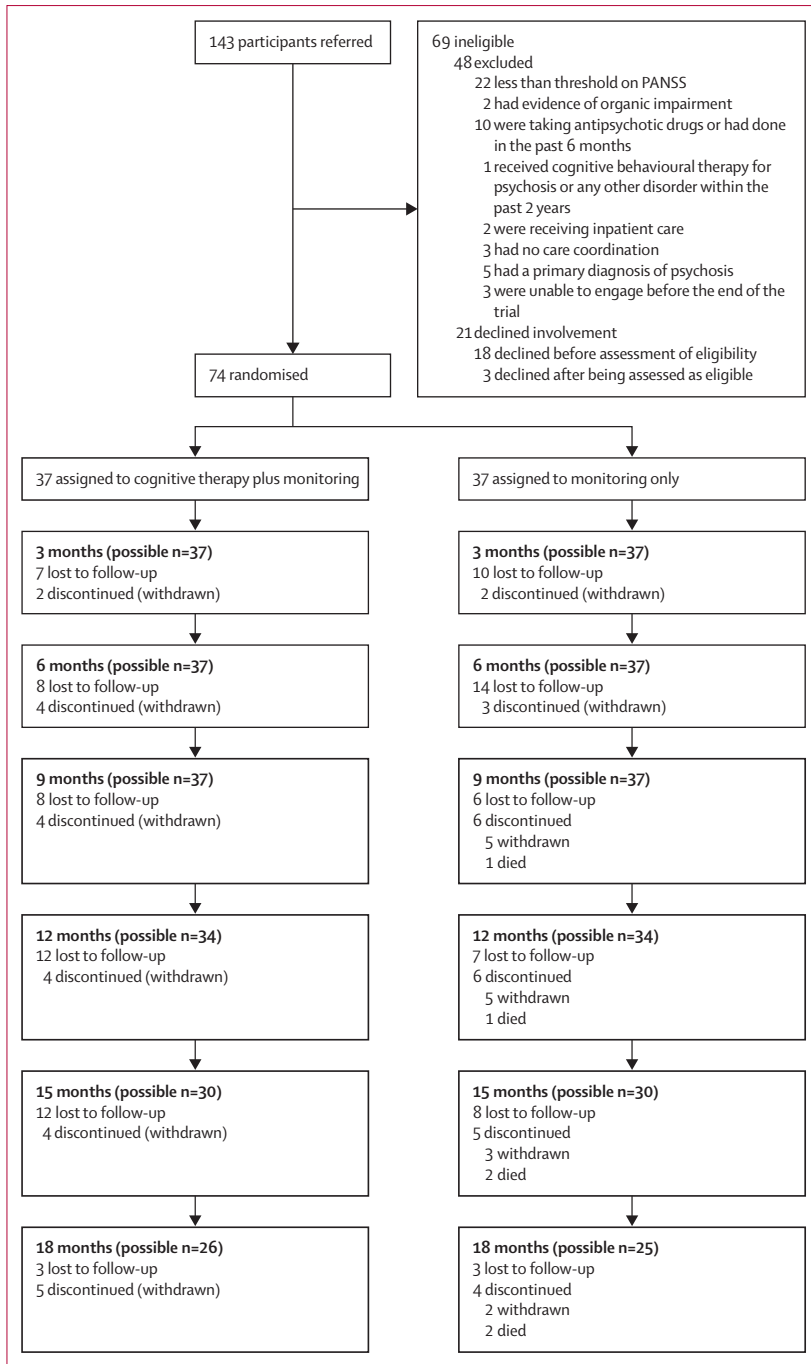 143 participants referred
69 ineligible
48 excluded
22 less than threshold on PANSS
2 had evidence of organic impairment
10 were taking antipsychotic drugs or had done
in the past 6 months
1 received cognitive behavioural therapy for
psychosis or any other disorder within the
past 2 years
2 were receiving inpatient care
3 had no care coordination
5 had a primary diagnosis of psychosis
3 were unable to engage before the end of the
trial
21 declined involvement
18 declined before assessment of eligibility
3 declined after being assessed as eligible
74 randomised
37 assigned to cognitive therapy plus monitoring
37 assigned to monitoring only
3 months (possible n=37)
7 lost to follow-up
2 discontinued (withdrawn)
3 months (possible n=37)
10 lost to follow-up
2 discontinued (withdrawn)
6 months (possible n=37)
8 lost to follow-up
4 discontinued (withdrawn)
6 months (possible n=37)
14 lost to follow-up
3 discontinued (withdrawn)
9 months (possible n=37)
8 lost to follow-up
4 discontinued (withdrawn)
9 months (possible n=37)
6 lost to follow-up
6 discontinued
5 withdrawn
1 died
12 months (possible n=34)
12 lost to follow-up
4 discontinued (withdrawn)
12 months (possible n=34)
7 lost to follow-up
6 discontinued
5 withdrawn
1 died
15 months (possible n=30)
12 lost to follow-up
4 discontinued (withdrawn)
15 months (possible n=30)
8 lost to follow-up
5 discontinued
3 withdrawn
2 died
18 months (possible n=26)
3 lost to follow-up
5 discontinued (withdrawn)
18 months (possible n=25)
3 lost to follow-up
4 discontinued
2 withdrawn
2 died